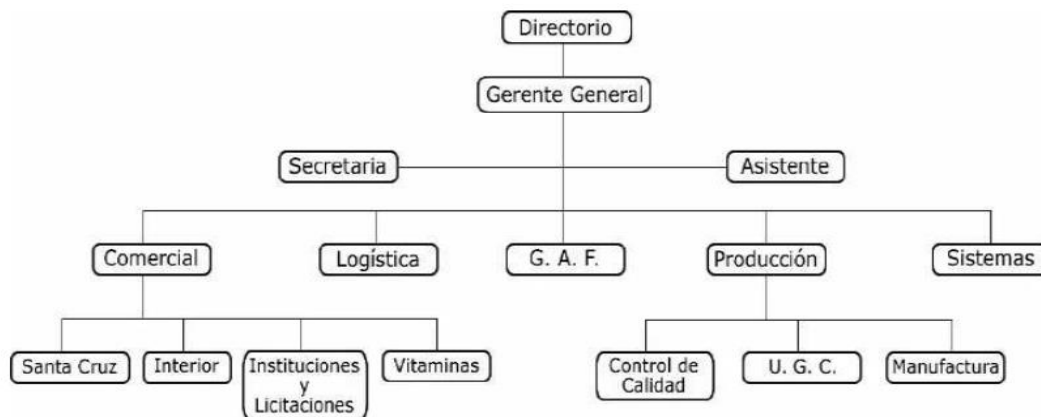 Directorio
Gerente General
Secretaria
Asistente
Comercial
Logística
G. A. F.
Producción
Sistemas
Santa Cruz
Interior
Instituciones
y
Licitaciones
Vitaminas
Control de
Calidad
U. G. C.
Manufactura